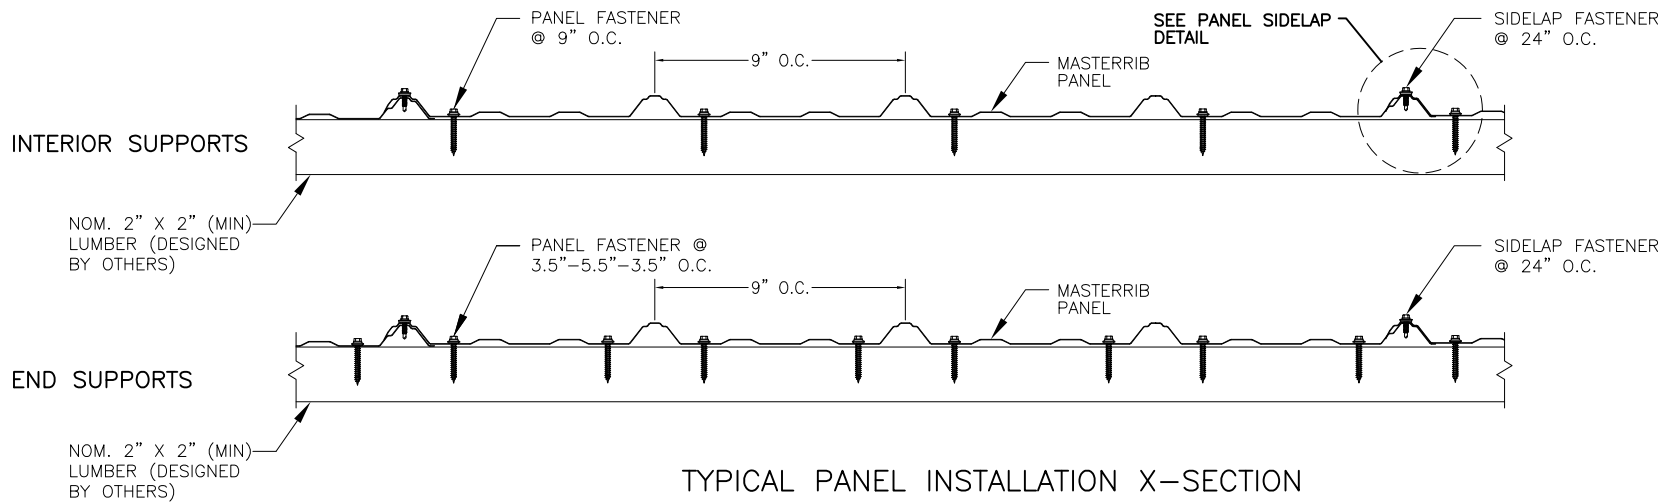 PANEL FASTENER
@ 9” O.C.
SEE PANEL SIDELAP
DETAIL
SIDELAP FASTENER
@ 24” O.C.
9” O.C.
MASTERRIB
PANEL
INTERIOR SUPPORTS
NOM. 2” X 2” (MIN)
LUMBER (DESIGNED
BY OTHERS)
PANEL FASTENER @
3.5”–5.5”–3.5” O.C.
SIDELAP FASTENER
@ 24” O.C.
9” O.C.
MASTERRIB
PANEL
END SUPPORTS
NOM. 2” X 2” (MIN)
LUMBER (DESIGNED
BY OTHERS)
TYPICAL PANEL INSTALLATION X–SECTION